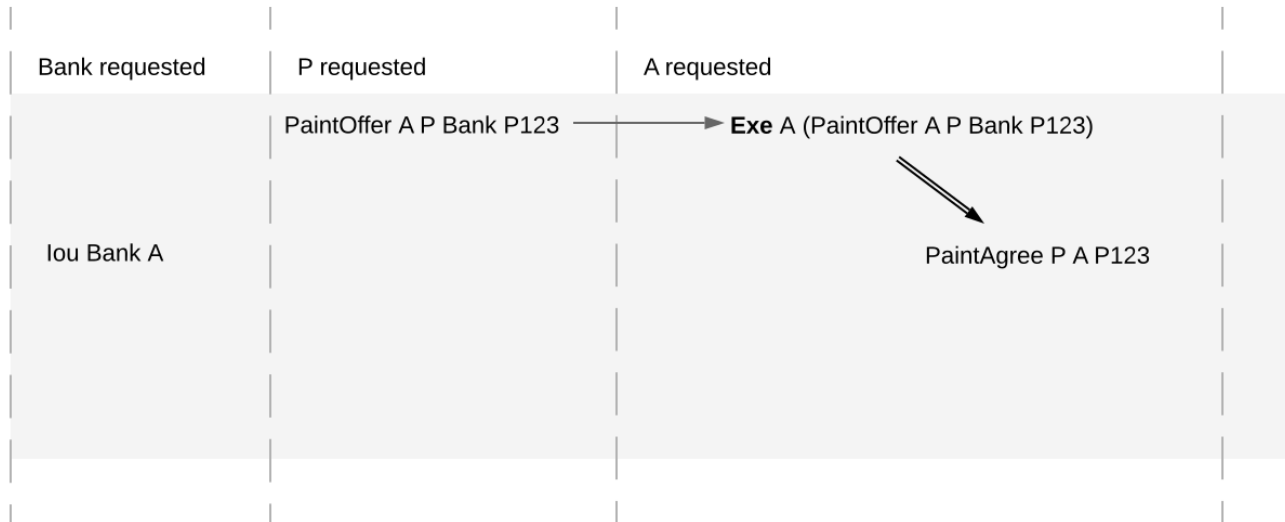 Bank requested
P requested
A requested
PaintOffer A P Bank P123
Exe A (PaintOffer A P Bank P123)
Iou Bank A
PaintAgree P A P123